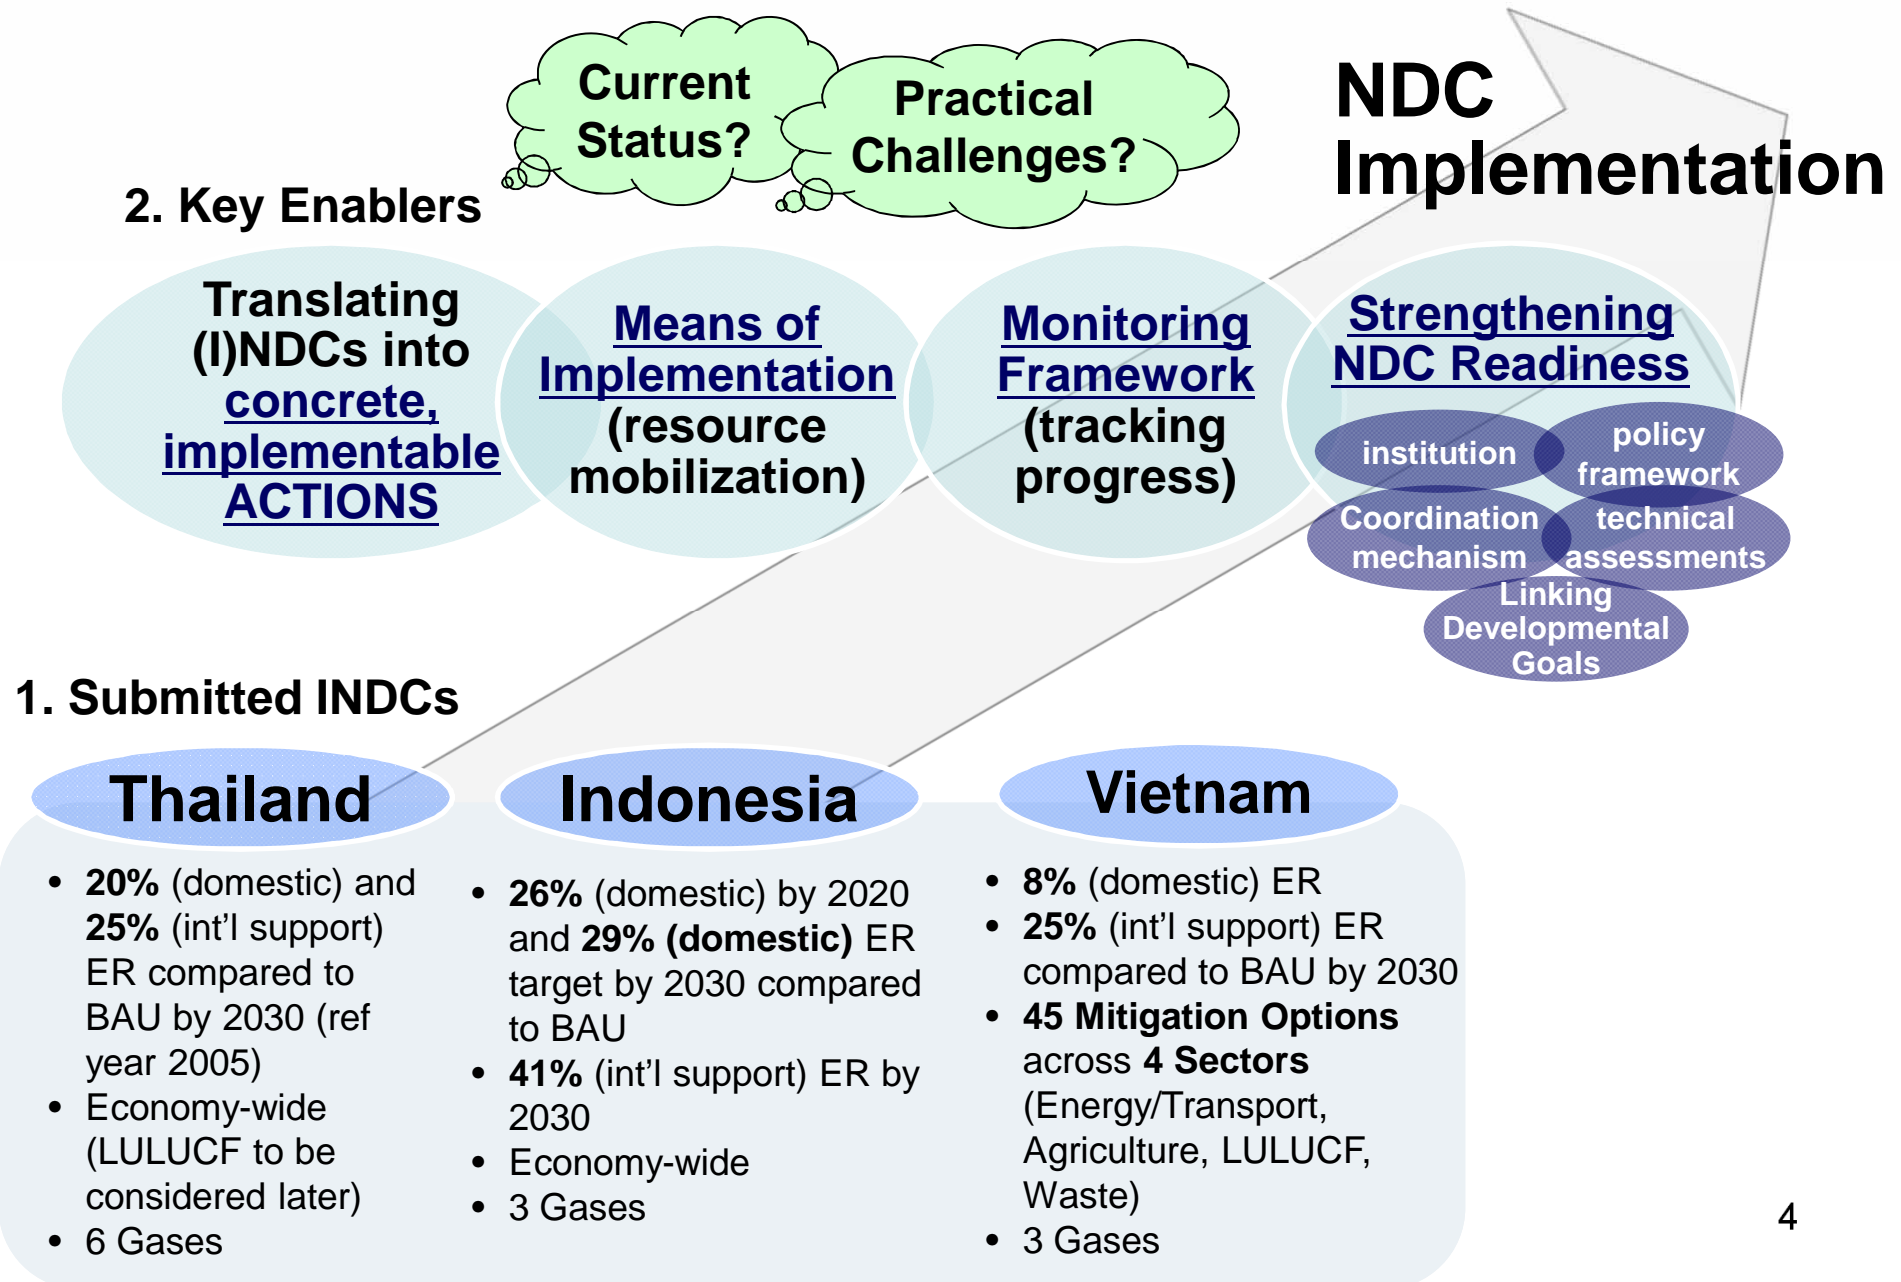 Current
Status?
Practical
Challenges?
NDC
Implementation
2. Key Enablers
Translating
(I)NDCs into
concrete,
implementable
ACTIONS
Means of
Implementation
(resource
mobilization)
Monitoring
Framework
(tracking
progress)
Strengthening
NDC Readiness
institution
policy
framework
Coordination
mechanism
technical
assessments
Linking
Developmental
Goals
1. Submitted INDCs
Thailand
• 20% (domestic) and
25% (int'l support)
ER compared to
BAU by 2030 (ref
year 2005)
• Economy-wide
(LULUCF to be
considered later)
• 6 Gases
Indonesia
• 26% (domestic) by 2020
and 29% (domestic) ER
target by 2030 compared
to BAU
• 41% (int'l support) ER by
2030
• Economy-wide
• 3 Gases
Vietnam
• 8% (domestic) ER
• 25% (int'l support) ER
compared to BAU by 2030
• 45 Mitigation Options
across 4 Sectors
(Energy/Transport,
Agriculture, LULUCF,
Waste)
• 3 Gases
4